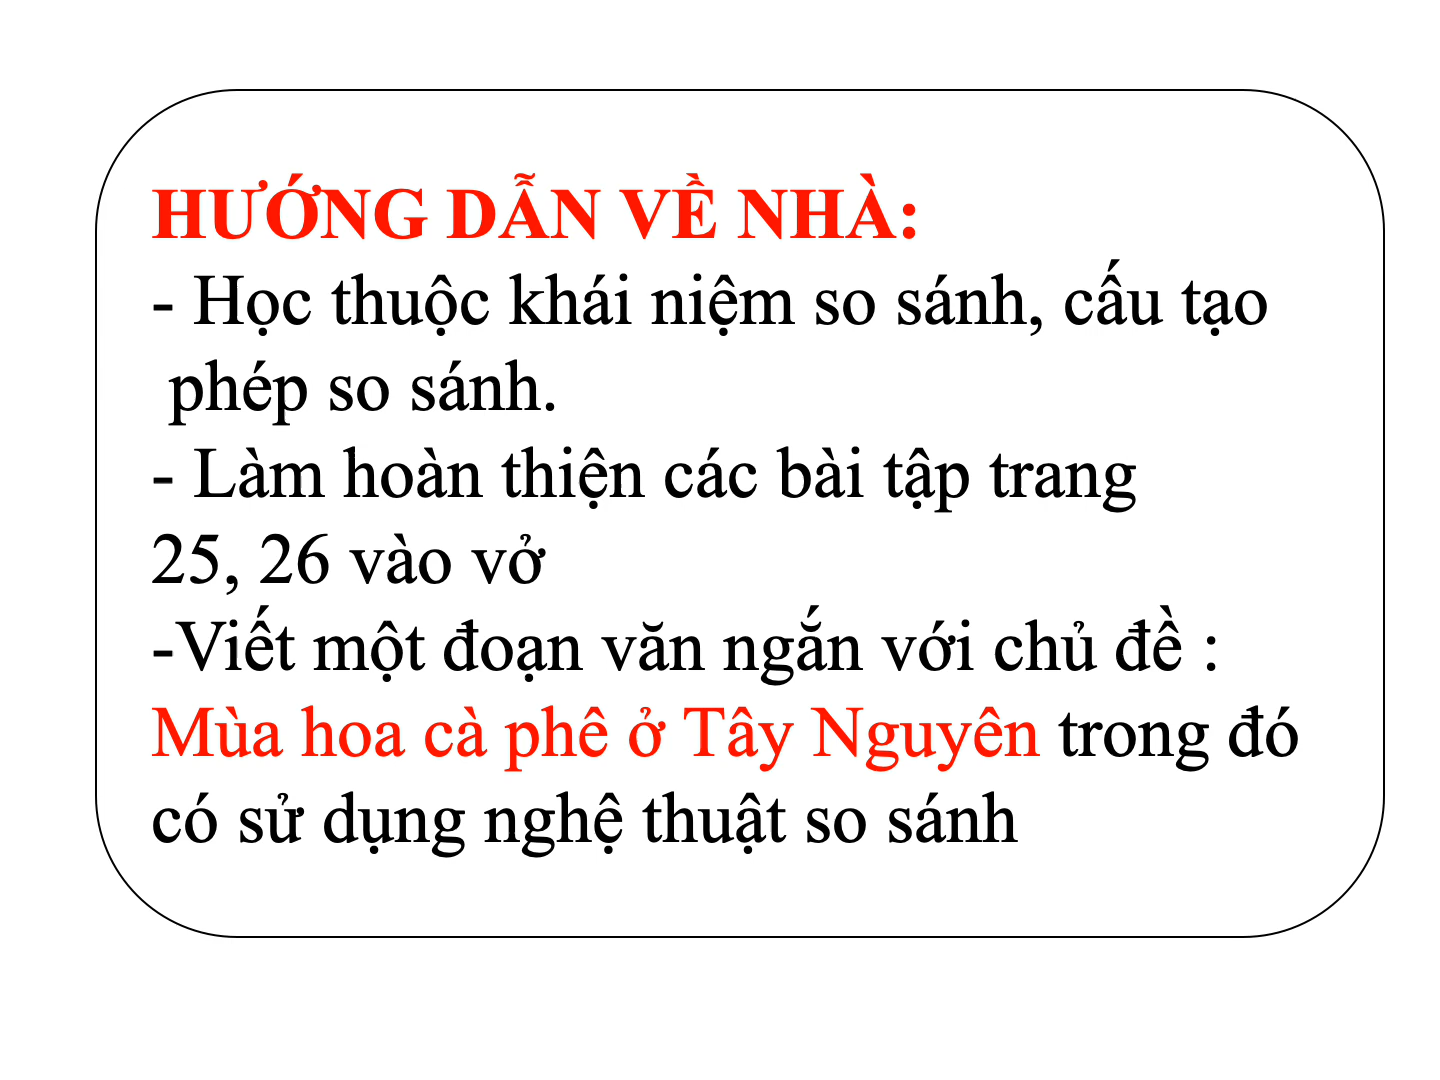 HƯỚNG DẪN VỀ NHÀ:
- Học thuộc khái niệm so sánh, cấu tạo
phép so sánh.
- Làm hoàn thiện các bài tập trang
25, 26 vào vở
-Viết một đoạn văn ngắn với chủ đề :
Mùa hoa cà phê ở Tây Nguyên trong đó
có sử dụng nghệ thuật so sánh